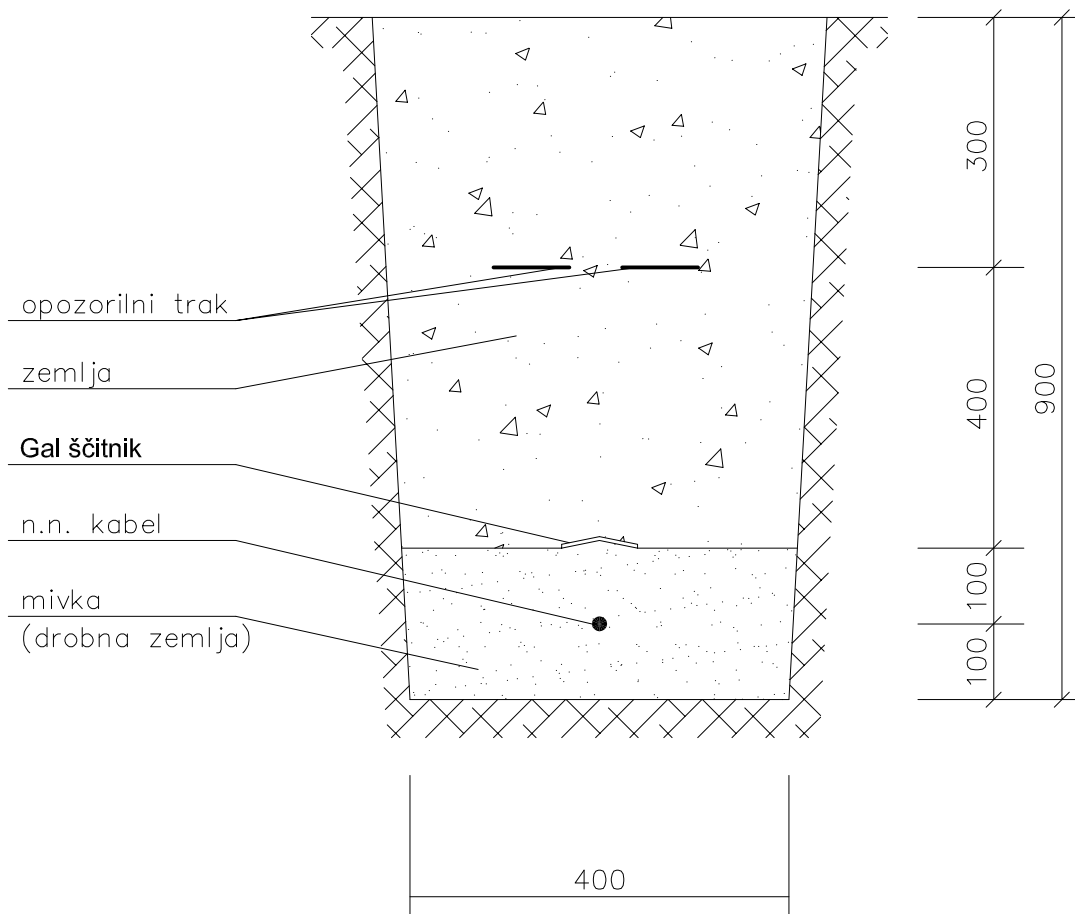 opozorilni trak
zemlja
Gal ščitnik
n.n. kabel
mivka
(drobna zemlja)
300
400
900
100
100
400